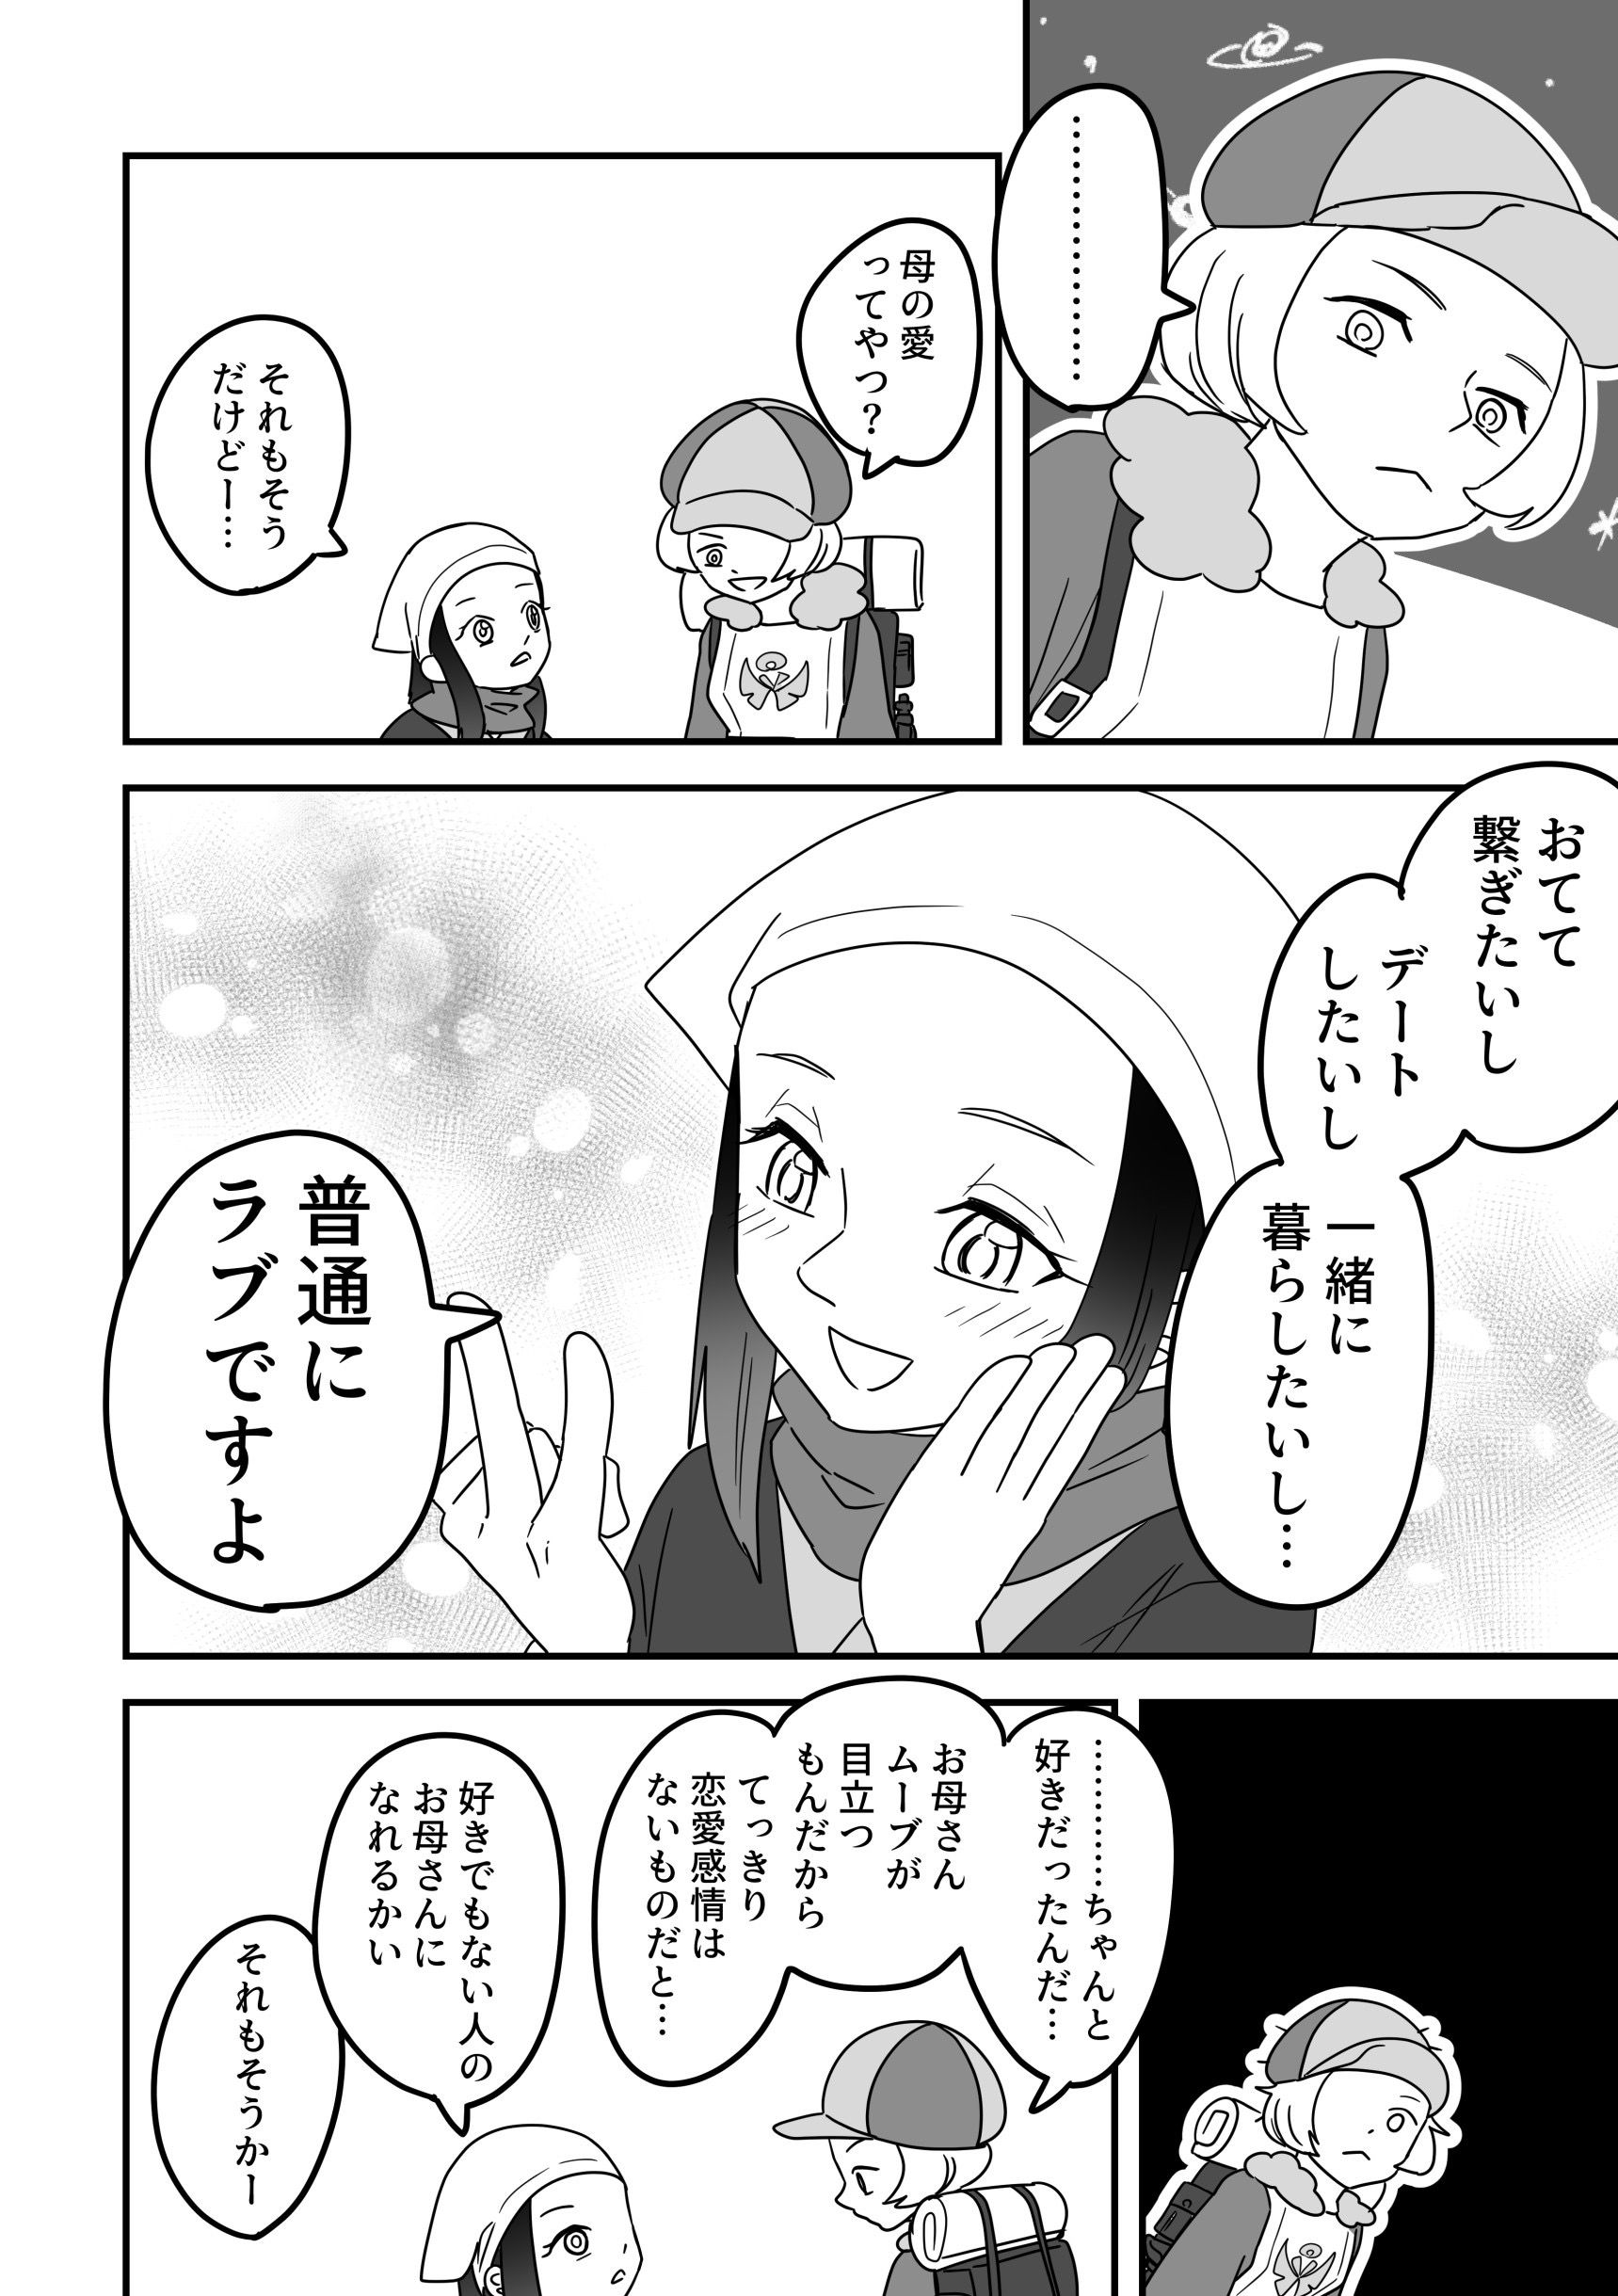 ……………………
母の愛
ってやつ？
それもそう
だけどー…
おてて
繋ぎたいし
デート
したいし
一緒に
暮らしたいし…
普通に
ラブですよ
…………ちゃんと
好きだったんだ…
お母さん
ムーブが
目立つ
もんだから
てっきり
恋愛感情は
ないものだと…
好きでもない人の
お母さんに
なれるかい
それもそうかー